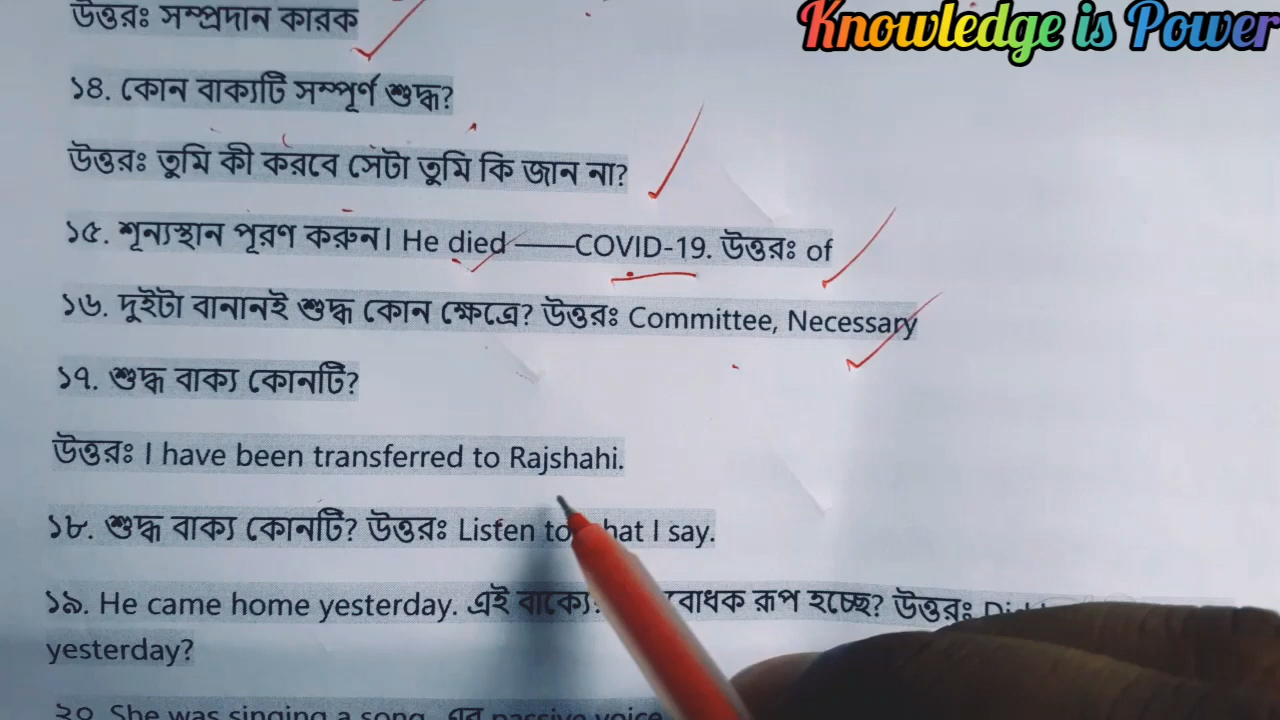 Knowledge is Power
উত্তরঃ সম্প্রদান কারক
১৪. কোন বাক্যটি সম্পূর্ণ শুদ্ধ?
উত্তরঃ তুমি কী করবে সেটা তুমি কি জান না?
১৫. শূন্যস্থান পূরণ করুন। He died ——COVID-19. উত্তরঃ of
১৬. দুইটা বানানই শুদ্ধ কোন ক্ষেত্রে? উত্তরঃ Committee, Necessary
১৭. শুদ্ধ বাক্য কোনটি?
উত্তরঃ I have been transferred to Rajshahi.
১৮. শুদ্ধ বাক্য কোনটি? উত্তরঃ Listen to I say.
১৯. He came home yesterday. এই রূপ হচ্ছে? উত্তরঃ
yesterday?
২০. She was singing a song. এর passive voice